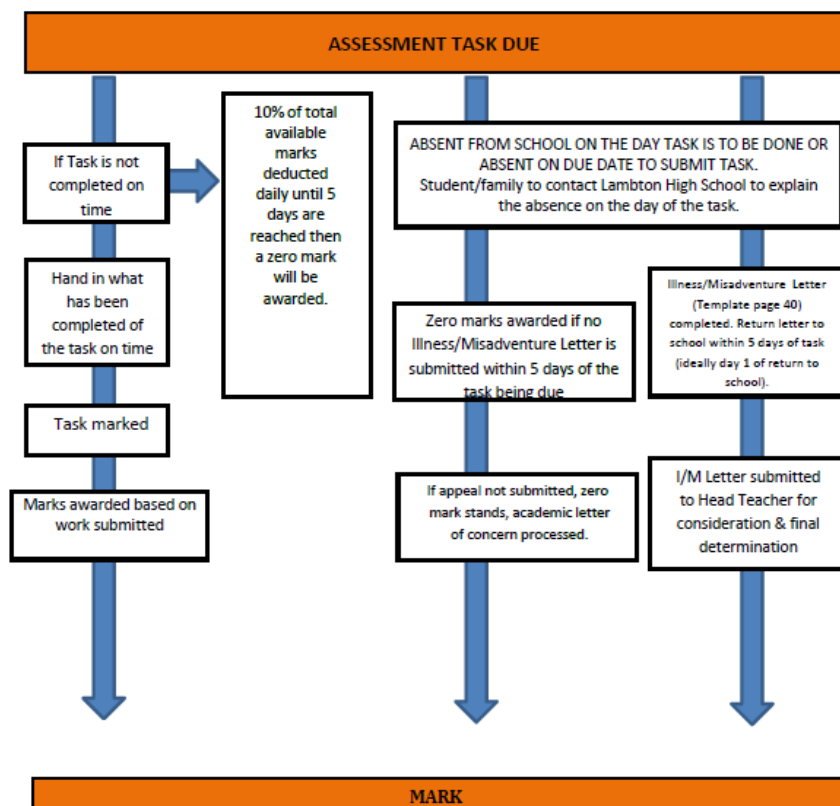 ASSESSMENT TASK DUE
If Task is not
completed on
time
Hand in what
has been
completed of
the task on time
Task marked
Marks awarded based on
work submitted
10% of total
available
marks
deducted
daily until 5
days are
reached then
a zero mark
will be
awarded.
ABSENT FROM SCHOOL ON THE DAY TASK IS TO BE DONE OR
ABSENT ON DUE DATE TO SUBMIT TASK.
Student/family to contact Lambton High School to explain
the absence on the day of the task.
Zero marks awarded if no
Illness/Misadventure Letter is
submitted within 5 days of the
task being due
If appeal not submitted, zero
mark stands, academic letter
of concern processed.
Illness/Misadventure Letter
(Template page 40)
completed. Return letter to
school within 5 days of task
(ideally day 1 of return to
school).
I/M Letter submitted
to Head Teacher for
consideration & final
determination
MARK